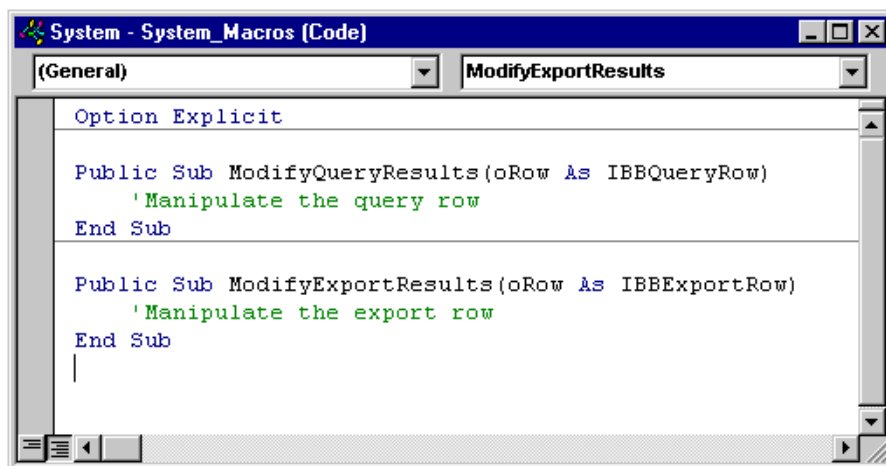 System - System_Macros (Code)
(General)
ModifyExportResults
Option Explicit
Public Sub ModifyQueryResults(oRow As IBBQueryRow)
'Manipulate the query row
End Sub
Public Sub ModifyExportResults(oRow As IBBExportRow)
'Manipulate the export row
End Sub